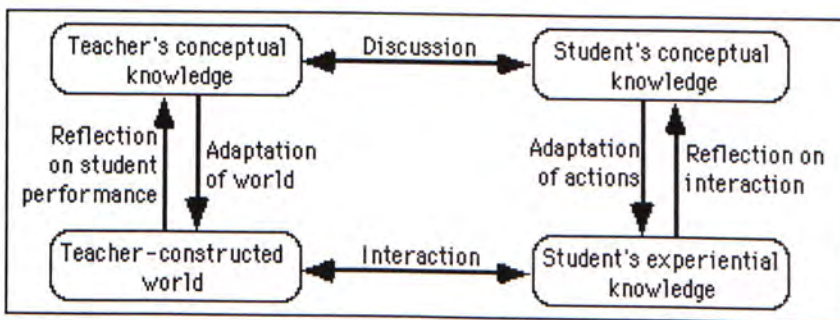 Teacher's conceptual
knowledge
Discussion
Student's conceptual
knowledge
Reflection
on student
performance
Adaptation
of world
Adaptation
of actions
Reflection on
interaction
Teacher-constructed
world
Interaction
Student's experiential
knowledge